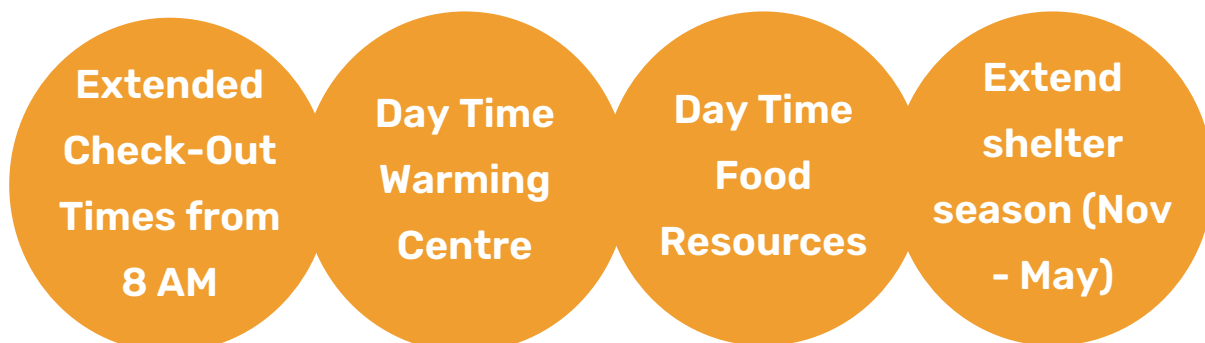 Extended
Check-Out
Times from
8 AM
Day Time
Warming
Centre
Day Time
Food
Resources
Extend
shelter
season (Nov
- May)